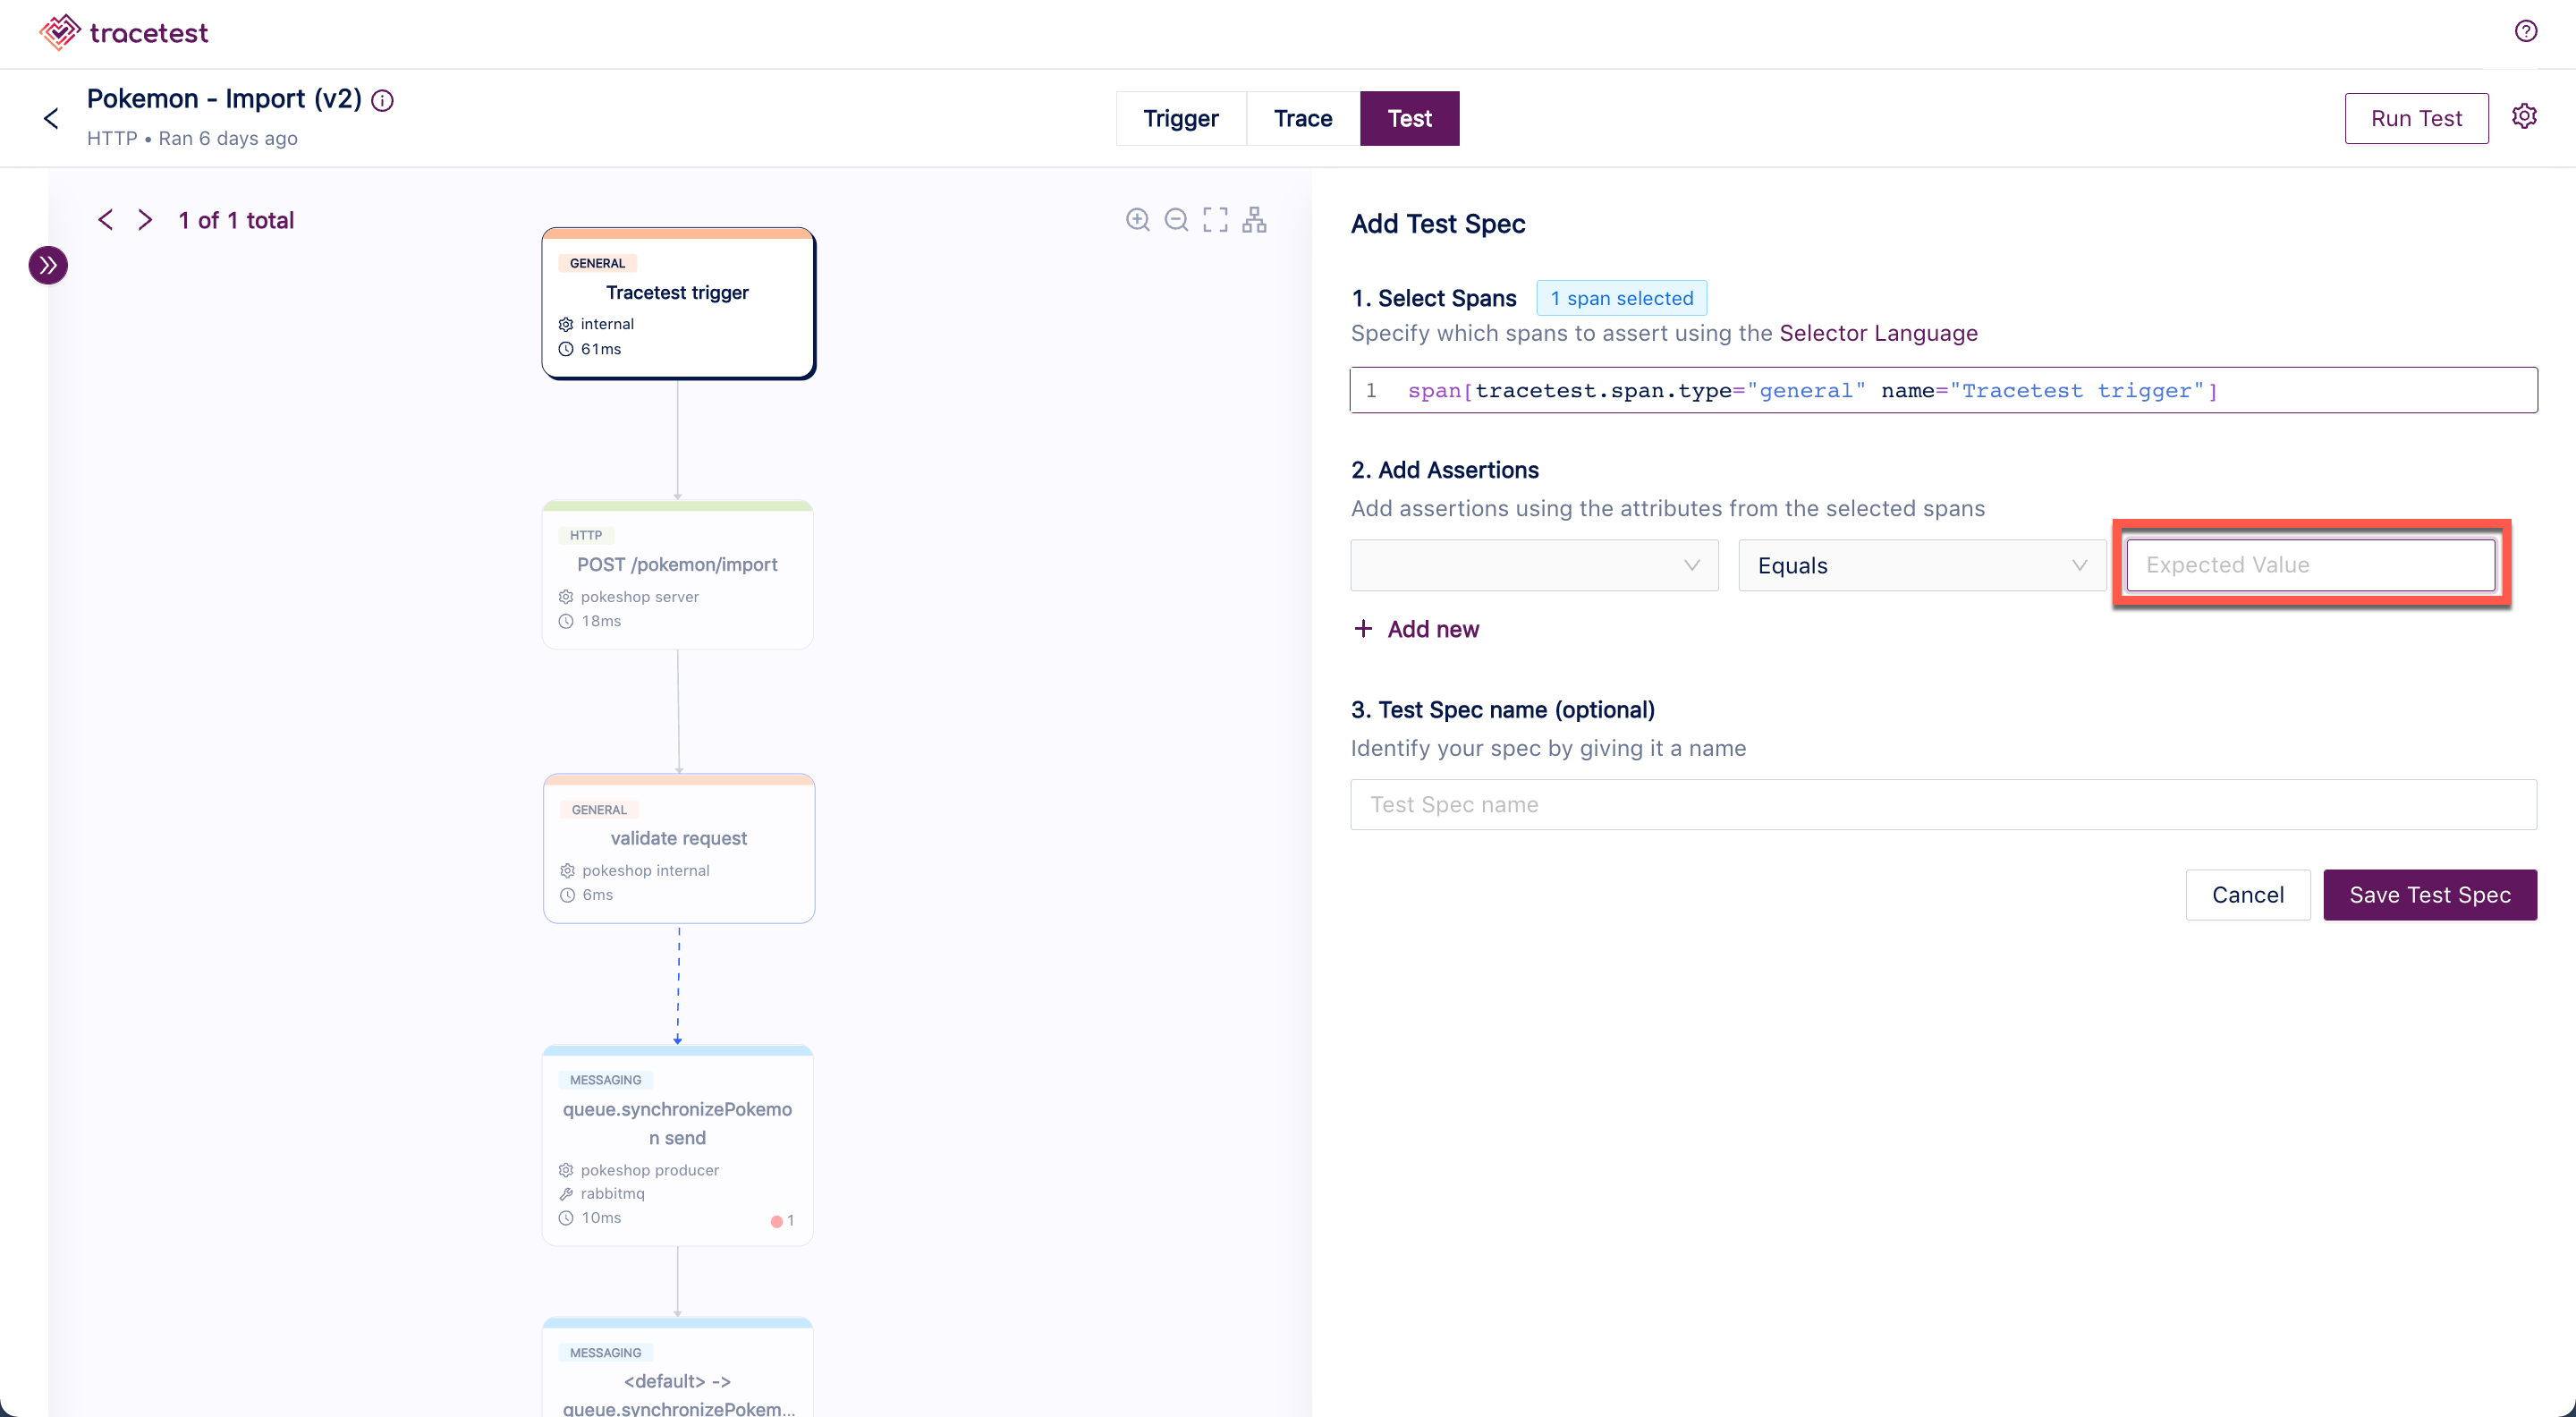 tracetest
Pokemon - Import (v2)
HTTP • Ran 6 days ago
Trigger
Trace
Test
Run Test
1 of 1 total
GENERAL
Tracetest trigger
internal
61ms
HTTP
POST /pokemon/import
pokeshop server
18ms
GENERAL
validate request
pokeshop internal
6ms
MESSAGING
queue.synchronizePokemo
n send
pokeshop producer
rabbitmq
10ms
1
MESSAGING
<default> ->
queue.synchronizePokem...
Add Test Spec
1. Select Spans
1 span selected
Specify which spans to assert using the Selector Language
1 span[tracetest.span.type="general" name="Tracetest trigger"]
2. Add Assertions
Add assertions using the attributes from the selected spans
Equals
Expected Value
+ Add new
3. Test Spec name (optional)
Identify your spec by giving it a name
Test Spec name
Cancel
Save Test Spec